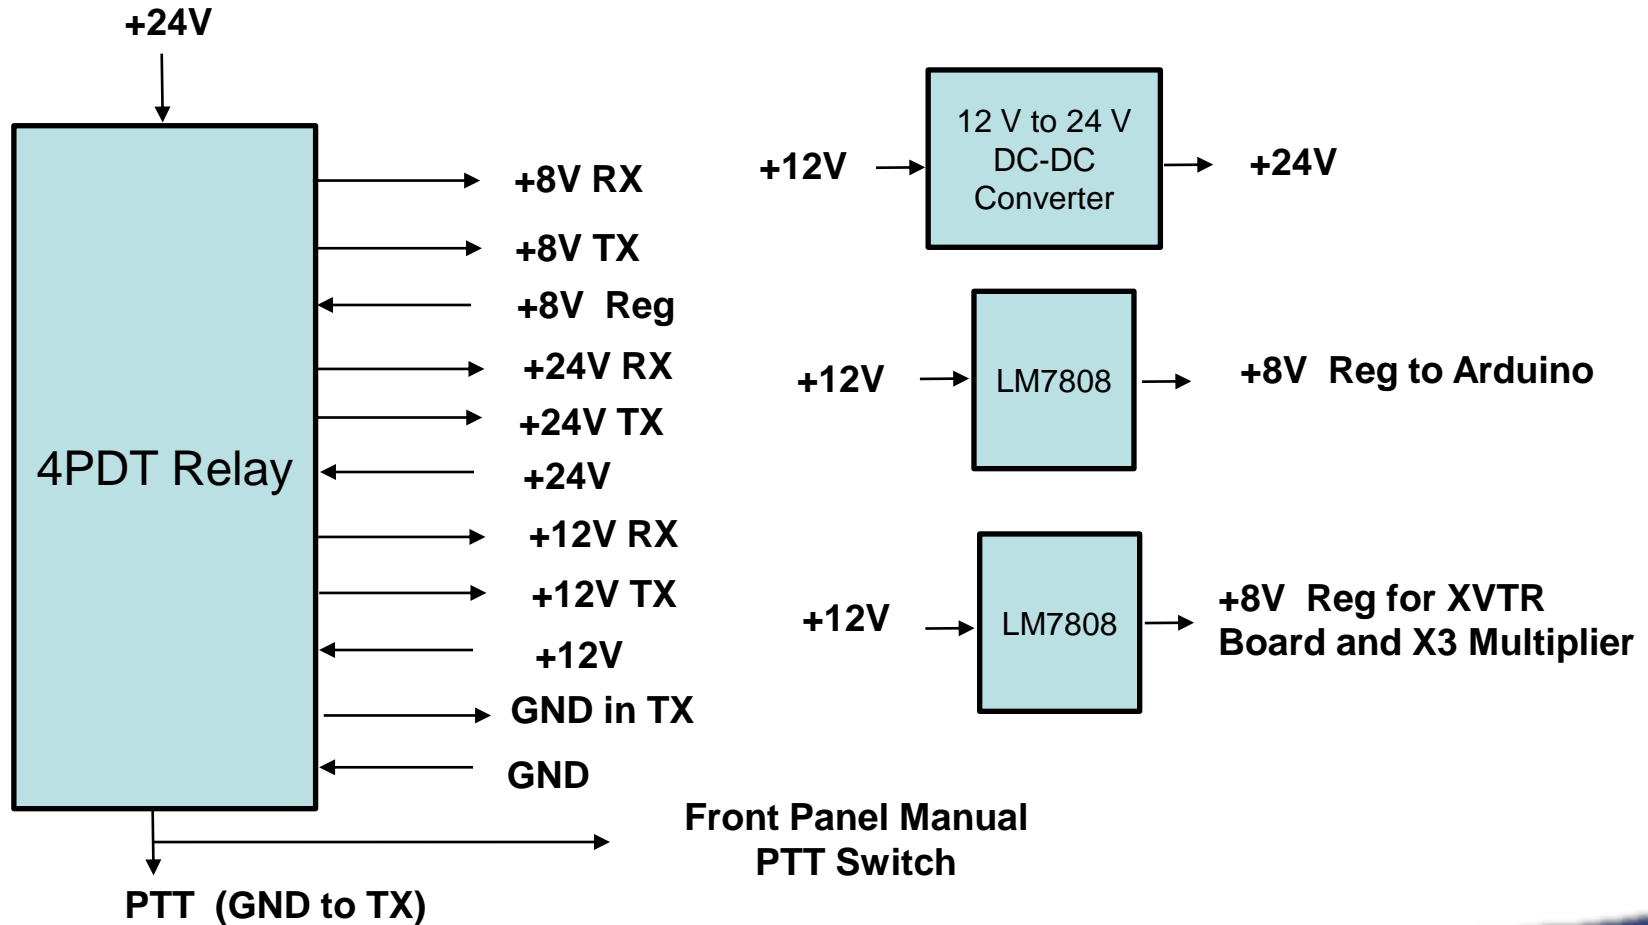 +24V
4PDT Relay
+8V RX
+8V TX
+8V  Reg
+24V RX
+24V TX
+24V
+12V RX
+12V TX
+12V
GND in TX
GND
Front Panel Manual
PTT Switch
PTT  (GND to TX)
+12V
12 V to 24 V
DC-DC
Converter
+24V
+12V
LM7808
+8V  Reg to Arduino
+12V
LM7808
+8V  Reg for XVTR
Board and X3 Multiplier